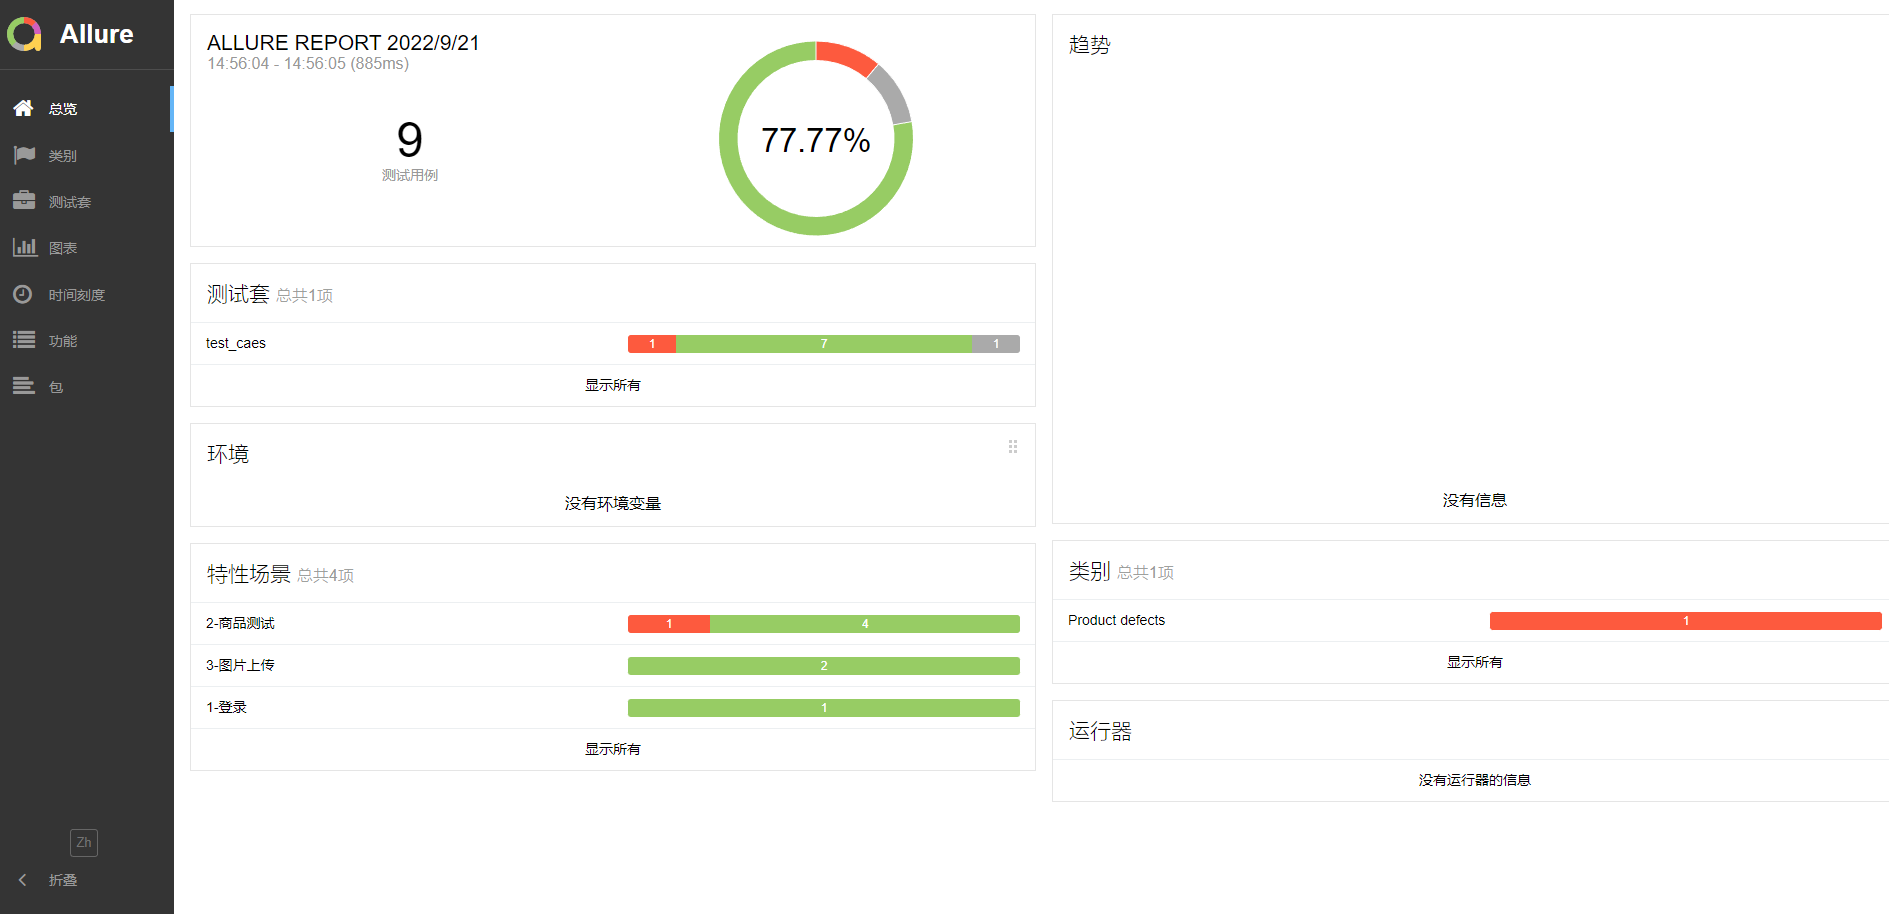 Allure
总览
类别
测试套
图表
时间刻度
功能
包
Zh
折叠
ALLURE REPORT 2022/9/21
14:56:04 - 14:56:05 (885ms)
9
测试用例
77.77%
测试套 总共1项
test_caes 1 7 1
显示所有
环境
没有环境变量
特性场景 总共4项
2-商品测试 1 4
3-图片上传 2
1-登录 1
显示所有
趋势
没有信息
类别 总共1项
Product defects 1
显示所有
运行器
没有运行器的信息